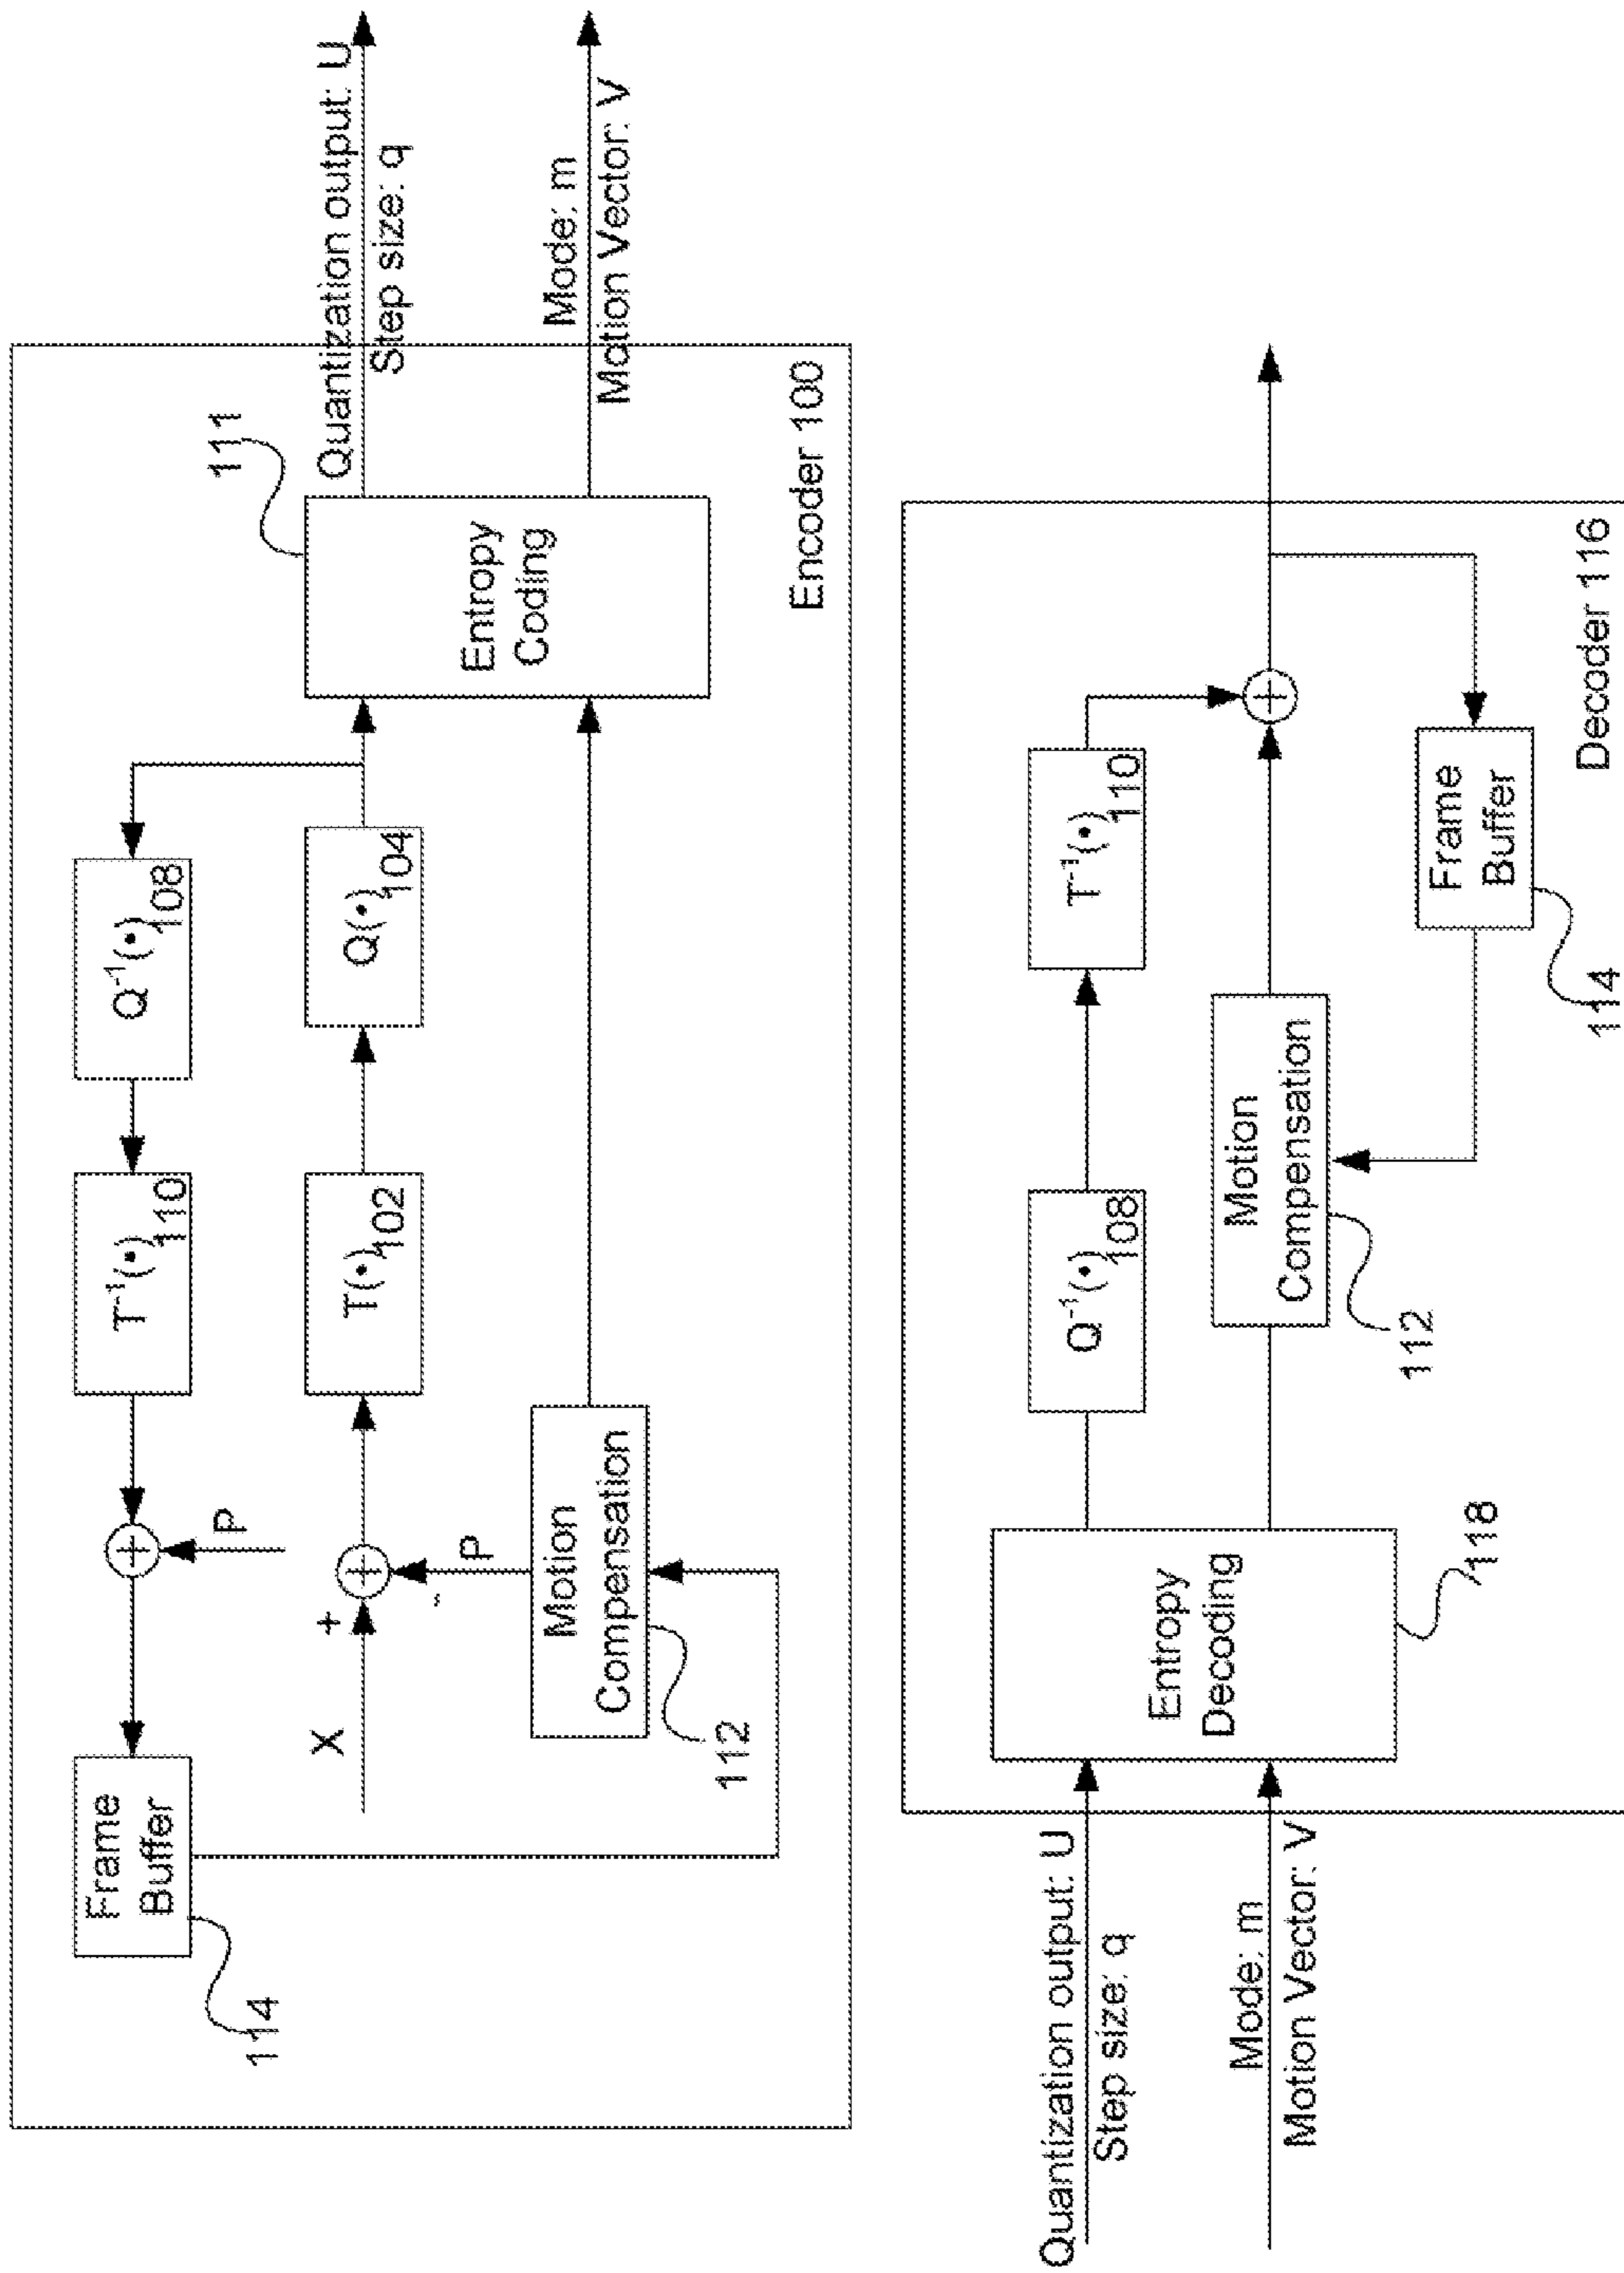 Frame
Buffer
114
P
T⁻¹(•)
110
Q⁻¹(•)
108
X
+
-
P
T(•)
102
Q(•)
104
Motion
Compensation
112
Entropy
Coding
111
Quantization output: U
Step size: q
Mode: m
Motion Vector: V
Encoder 100
Quantization output: U
Step size: q
Mode: m
Motion Vector: V
Entropy
Decoding
118
Q⁻¹(•)
108
T⁻¹(•)
110
Motion
Compensation
112
Frame
Buffer
114
Decoder 116